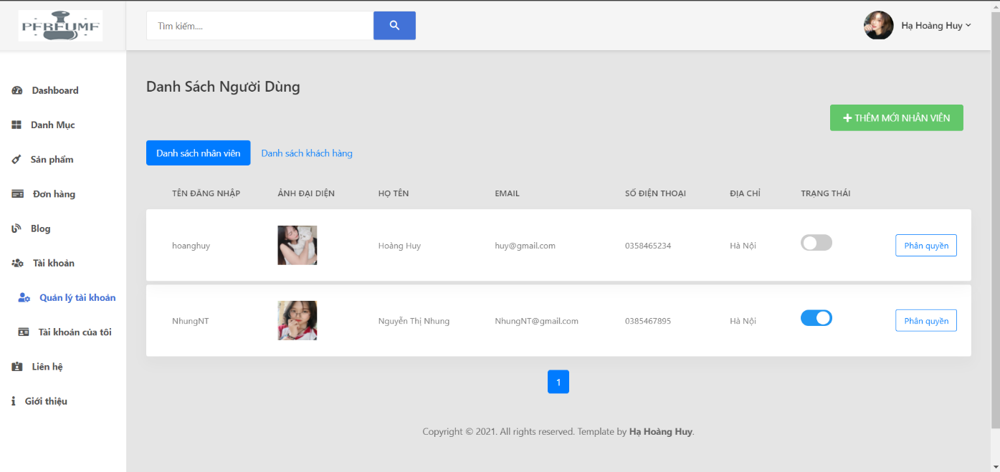 PERFUME
Tìm kiếm....
Hạ Hoàng Huy
Dashboard
Danh Mục
Sản phẩm
Đơn hàng
Blog
Tài khoản
Quản lý tài khoản
Tài khoản của tôi
Liên hệ
Giới thiệu
Danh Sách Người Dùng
THÊM MỚI NHÂN VIÊN
Danh sách nhân viên Danh sách khách hàng
TÊN ĐĂNG NHẬP ẢNH ĐẠI DIỆN HỌ TÊN EMAIL SỐ ĐIỆN THOẠI ĐỊA CHỈ TRẠNG THÁI
hoanghuy Hoàng Huy huy@gmail.com 0358465234 Hà Nội Phân quyền
NhungNT Nguyễn Thị Nhung NhungNT@gmail.com 0385467895 Hà Nội Phân quyền
1
Copyright © 2021. All rights reserved. Template by Hạ Hoàng Huy.